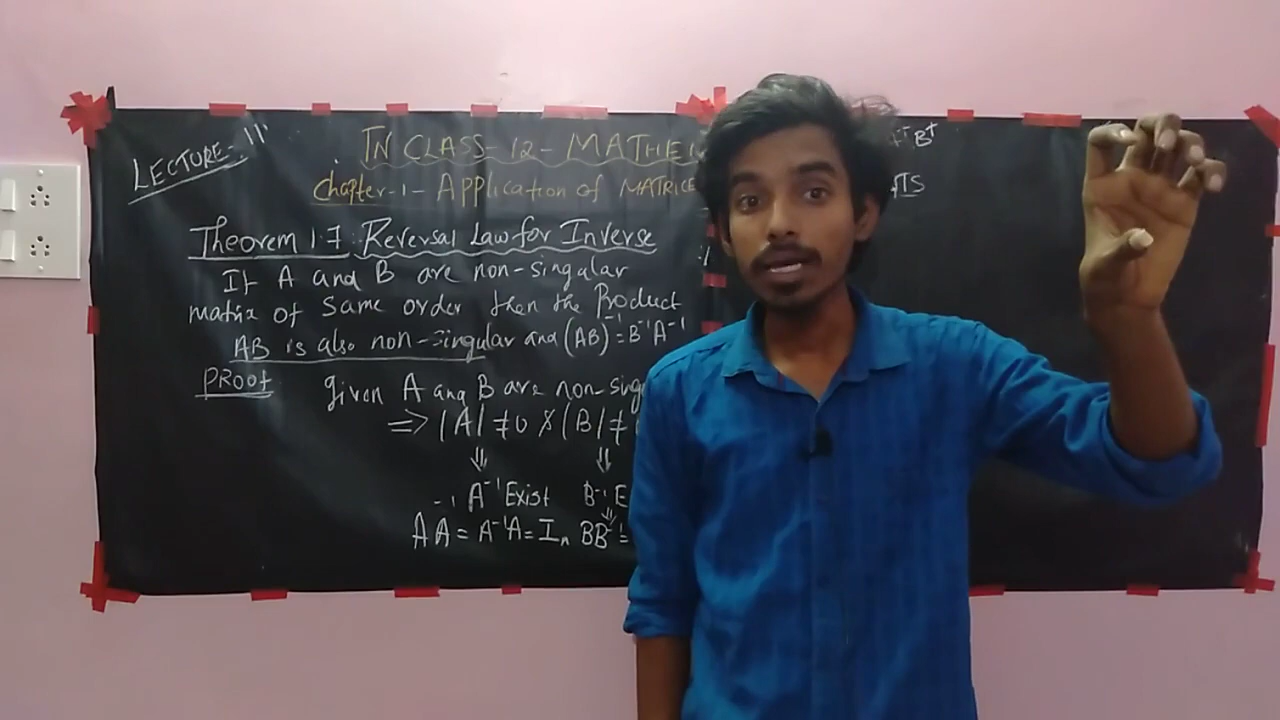 LECTURE-11
TN CLASS-12-MATHE
Chapter-1-Application of MATRICE
Theorem 1.7: Reversal Law for Inverse
If A and B are non-singular
matrix of same order then the Product
AB is also non-singular and (AB)⁻¹=B⁻¹A⁻¹
PROOF
given A and B are non-sing
=> |A| ≠0 & |B| ≠
⇓ ⇓
A⁻¹ Exist B⁻¹ E
⇓
AA⁻¹= A⁻¹A= Iₙ BB⁻¹=
TS